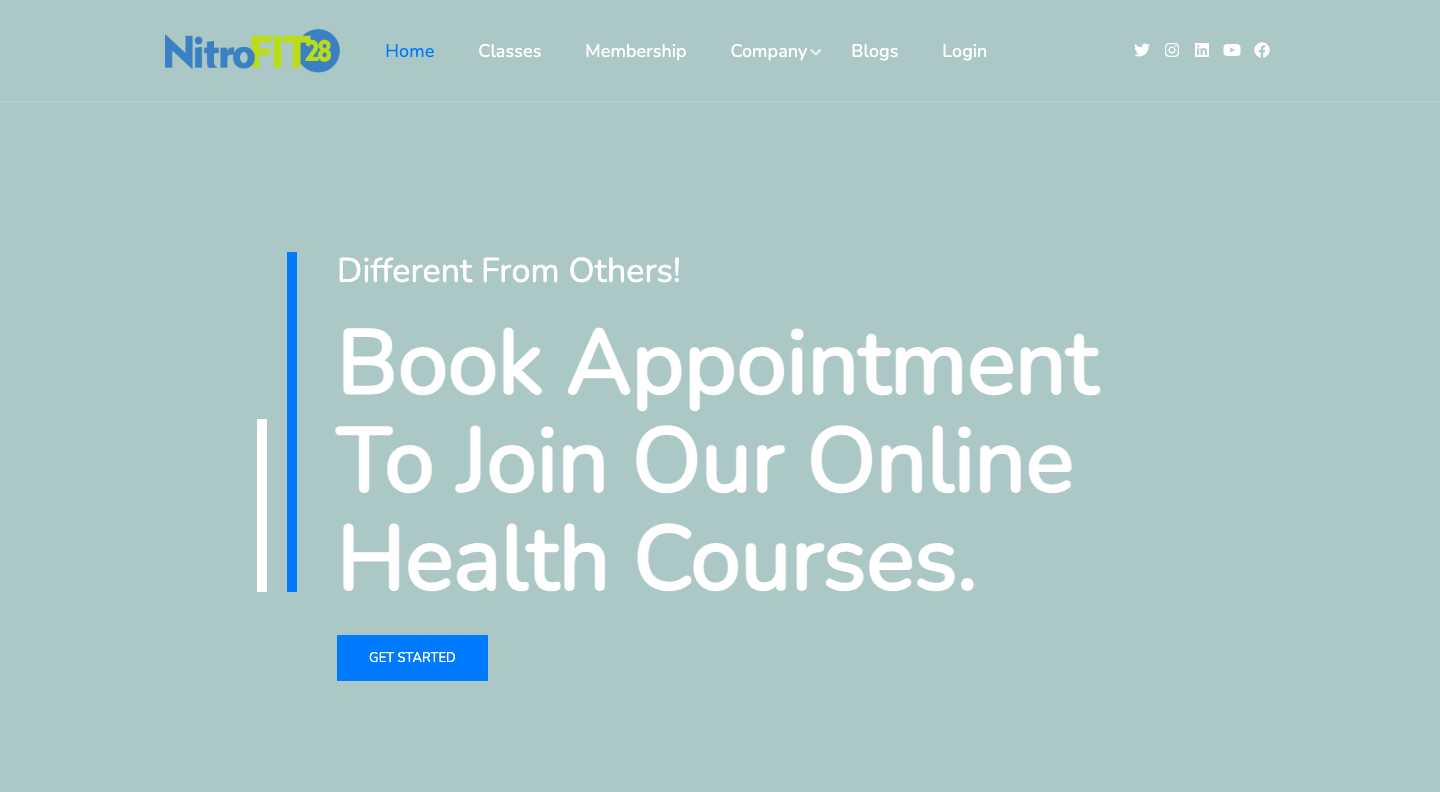 NitroFIT28
Home
Classes
Membership
Company
Blogs
Login
Different From Others!
Book Appointment
To Join Our Online
Health Courses.
GET STARTED